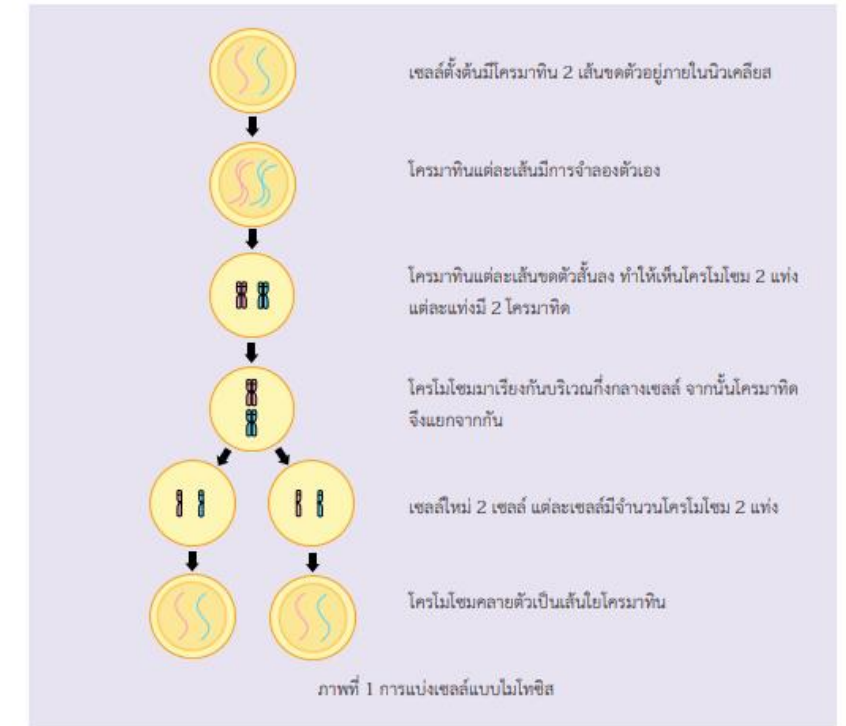 เซลล์ตั้งต้นมีโครมาทิน 2 เส้นขดตัวอยู่ภายในนิวเคลียส
โครมาทินแต่ละเส้นมีการจำลองตัวเอง
โครมาทินแต่ละเส้นขดตัวสั้นลง ทำให้เห็นโครโมโซม 2 แท่ง
แต่ละแท่งมี 2 โครมาทิด
โครโมโซมมาเรียงกันบริเวณกึ่งกลางเซลล์ จากนั้นโครมาทิด
จึงแยกจากกัน
เซลล์ใหม่ 2 เซลล์ แต่ละเซลล์มีจำนวนโครโมโซม 2 แท่ง
โครโมโซมคลายตัวเป็นเส้นใยโครมาทิน
ภาพที่ 1 การแบ่งเซลล์แบบไมโทซิส